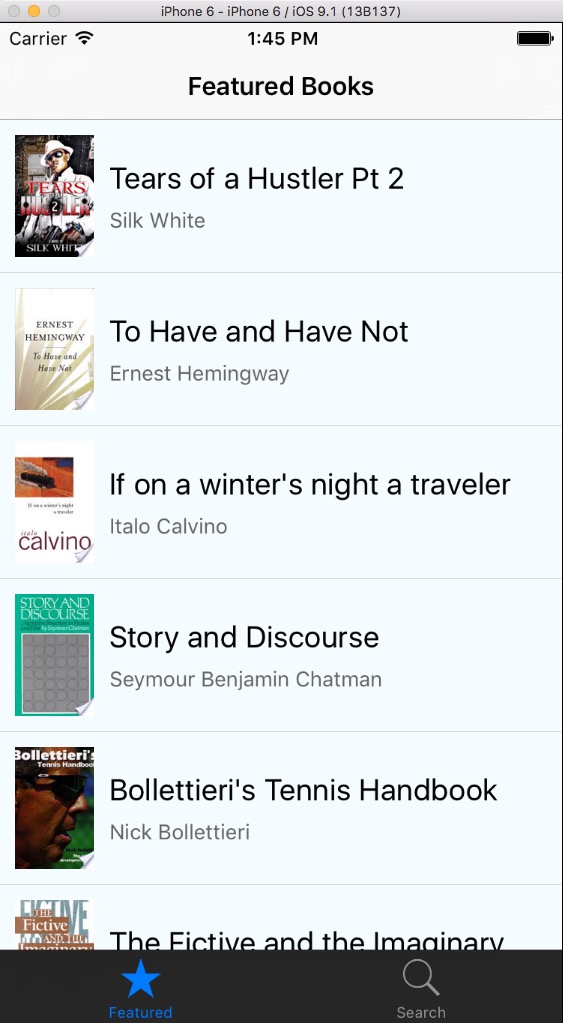 iPhone 6 - iPhone 6 / iOS 9.1 (13B137)
Carrier 1:45 PM
Featured Books
TEARS
HUSTLER
2
SILK WHITE
Tears of a Hustler Pt 2
Silk White
ERNEST
HEMINGWAY
To Have and
Have Not
To Have and Have Not
Ernest Hemingway
If on a winter's night
a traveler
italo
calvino
If on a winter's night a traveler
Italo Calvino
STORY AND
DISCOURSE
by Seymour Chatman
Story and Discourse
Seymour Benjamin Chatman
Bollettieri's
Tennis Handbook
Bollettieri's Tennis Handbook
Nick Bollettieri
THE
FICTIVE
Fictive
AND THE
Imaginary
The Fictive and the Imaginary
Featured
Search